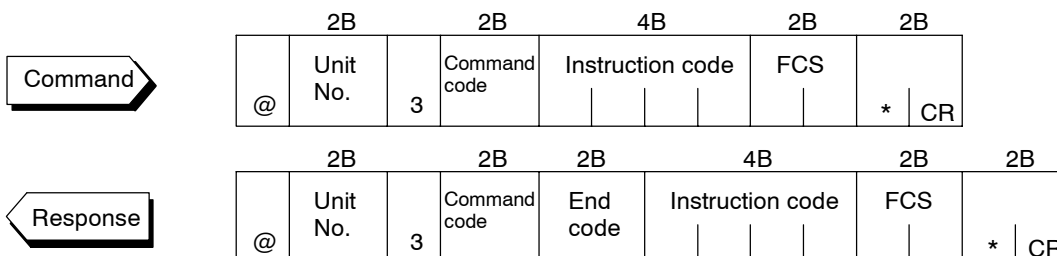 2B 2B 4B 2B 2B
Command
@ Unit No. 3 Command code Instruction code FCS * CR
2B 2B 2B 4B 2B 2B
Response
@ Unit No. 3 Command code End code Instruction code FCS * CR